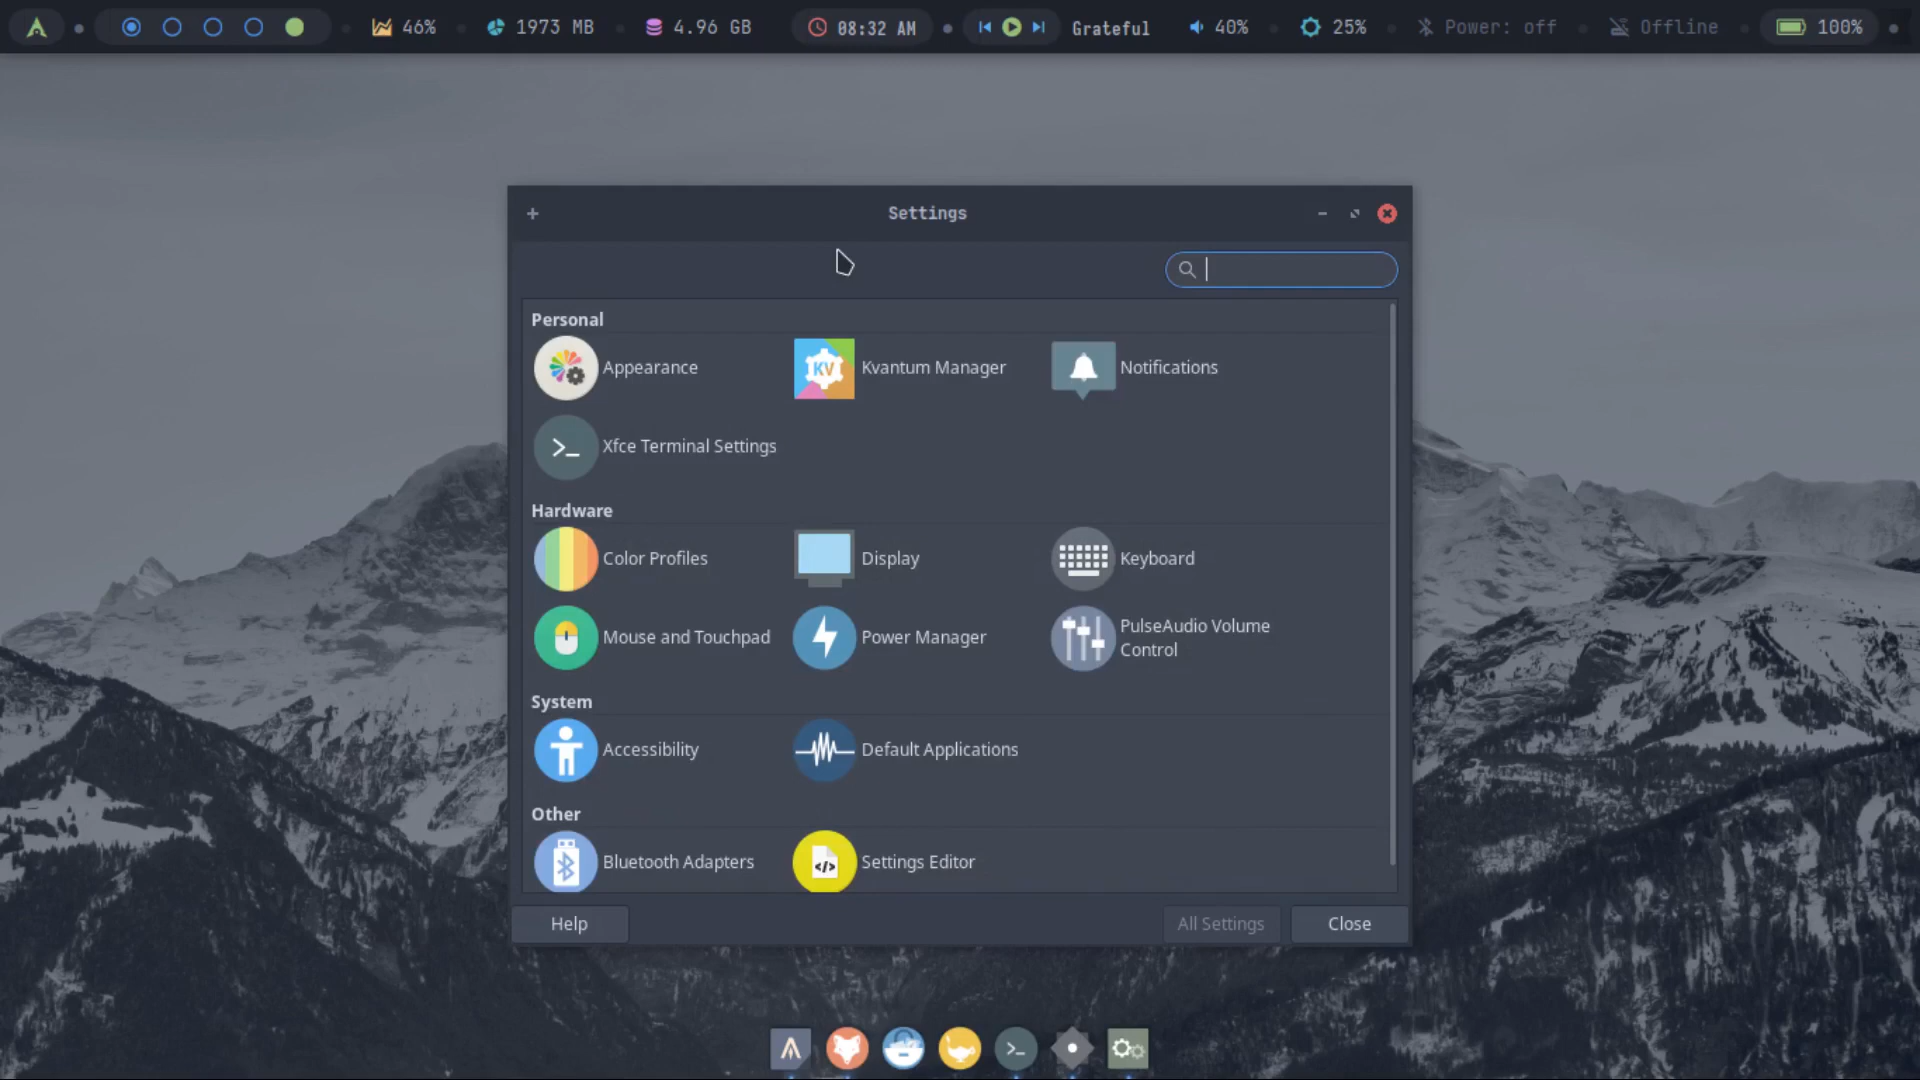 46% 1973 MB 4.96 GB 08:32 AM Grateful 40% 25% Power: off Offline 100%
Settings
Personal
Appearance Kvantum Manager Notifications
KV
>_ Xfce Terminal Settings
Hardware
Color Profiles Display Keyboard
Mouse and Touchpad Power Manager PulseAudio Volume
Control
System
Accessibility Default Applications
Other
Bluetooth Adapters </> Settings Editor
Help All Settings Close
>_